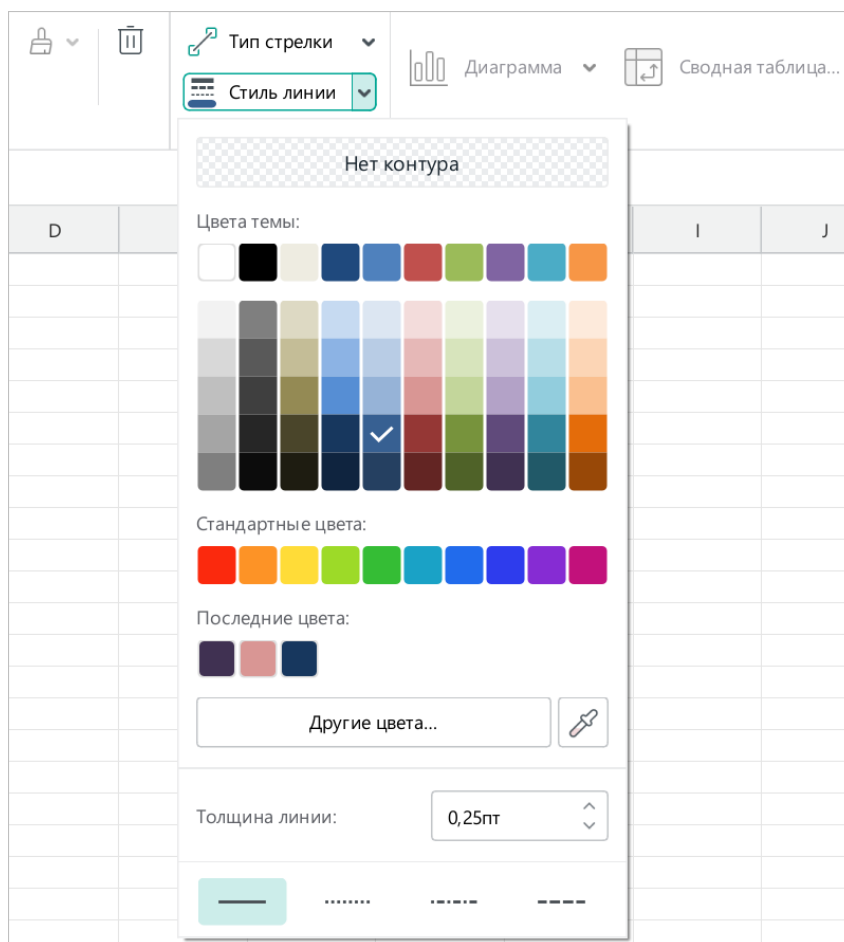 Тип стрелки
Стиль линии
Диаграмма
Сводная таблица...
Нет контура
D
I
J
Цвета темы:
Стандартные цвета:
Последние цвета:
Другие цвета...
Толщина линии:
0,25пт